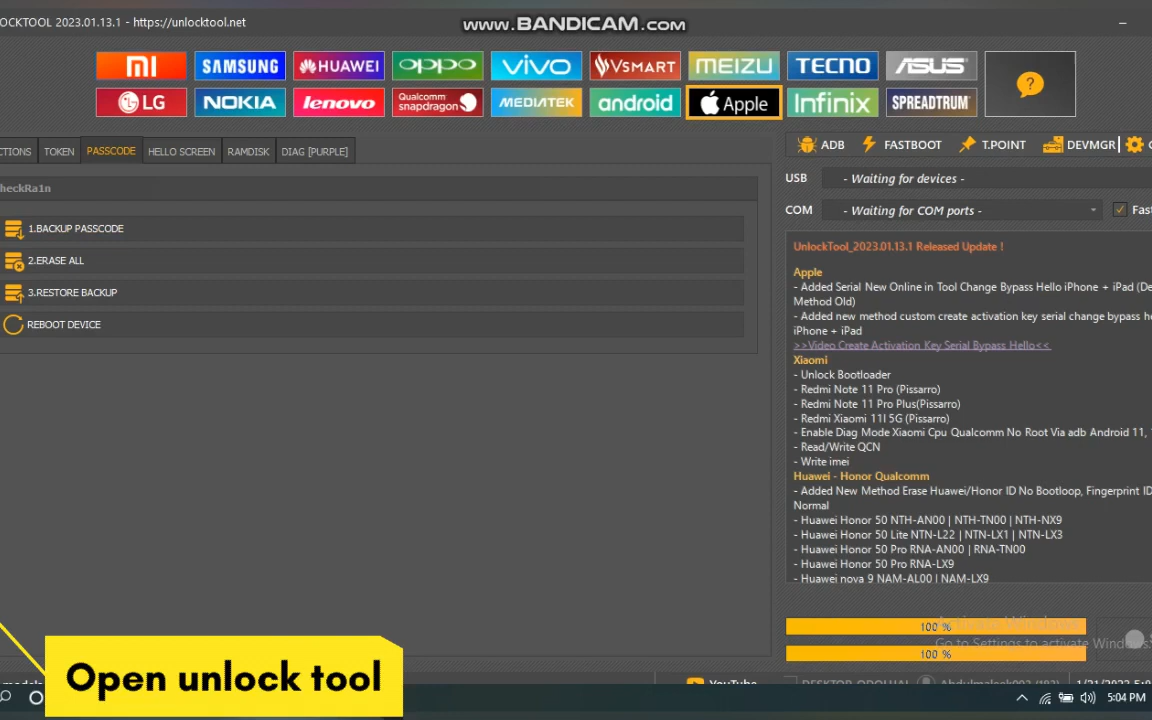 OCKTOOL 2023.01.13.1 - https://unlocktool.net
www.BANDICAM.com
MI SAMSUNG HUAWEI oppo vivo VSMART MEIZU TECNO ASUS ?
LG NOKIA lenovo Qualcomm snapdragon MEDIATEK android Apple Infinix SPREADTRUM
CTIONS TOKEN PASSCODE HELLO SCREEN RAMDISK DIAG [PURPLE]
heckRa1n
1.BACKUP PASSCODE
2.ERASE ALL
3.RESTORE BACKUP
REBOOT DEVICE
ADB FASTBOOT T.POINT DEVMGR
USB - Waiting for devices -
COM - Waiting for COM ports - Fast
UnlockTool_2023.01.13.1 Released Update !
Apple
- Added Serial New Online in Tool Change Bypass Hello iPhone + iPad (De
Method Old)
- Added new method custom create activation key serial change bypass he
iPhone + iPad
>>Video Create Activation Key Serial Bypass Hello<<
Xiaomi
- Unlock Bootloader
- Redmi Note 11 Pro (Pissarro)
- Redmi Note 11 Pro Plus(Pissarro)
- Redmi Xiaomi 11I 5G (Pissarro)
- Enable Diag Mode Xiaomi Cpu Qualcomm No Root Via adb Android 11,
- Read/Write QCN
- Write imei
Huawei - Honor Qualcomm
- Added New Method Erase Huawei/Honor ID No Bootloop, Fingerprint ID
Normal
- Huawei Honor 50 NTH-AN00 | NTH-TN00 | NTH-NX9
- Huawei Honor 50 Lite NTN-L22 | NTN-LX1 | NTN-LX3
- Huawei Honor 50 Pro RNA-AN00 | RNA-TN00
- Huawei Honor 50 Pro RNA-LX9
- Huawei nova 9 NAM-AL00 | NAM-LX9
100 %
Go to Settings to activate Windows.
100 %
YouTube
Open unlock tool
5:04 PM